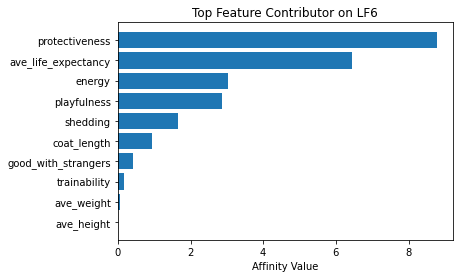 Top Feature Contributor on LF6
protectiveness
ave_life_expectancy
energy
playfulness
shedding
coat_length
good_with_strangers
trainability
ave_weight
ave_height
0 2 4 6 8
Affinity Value